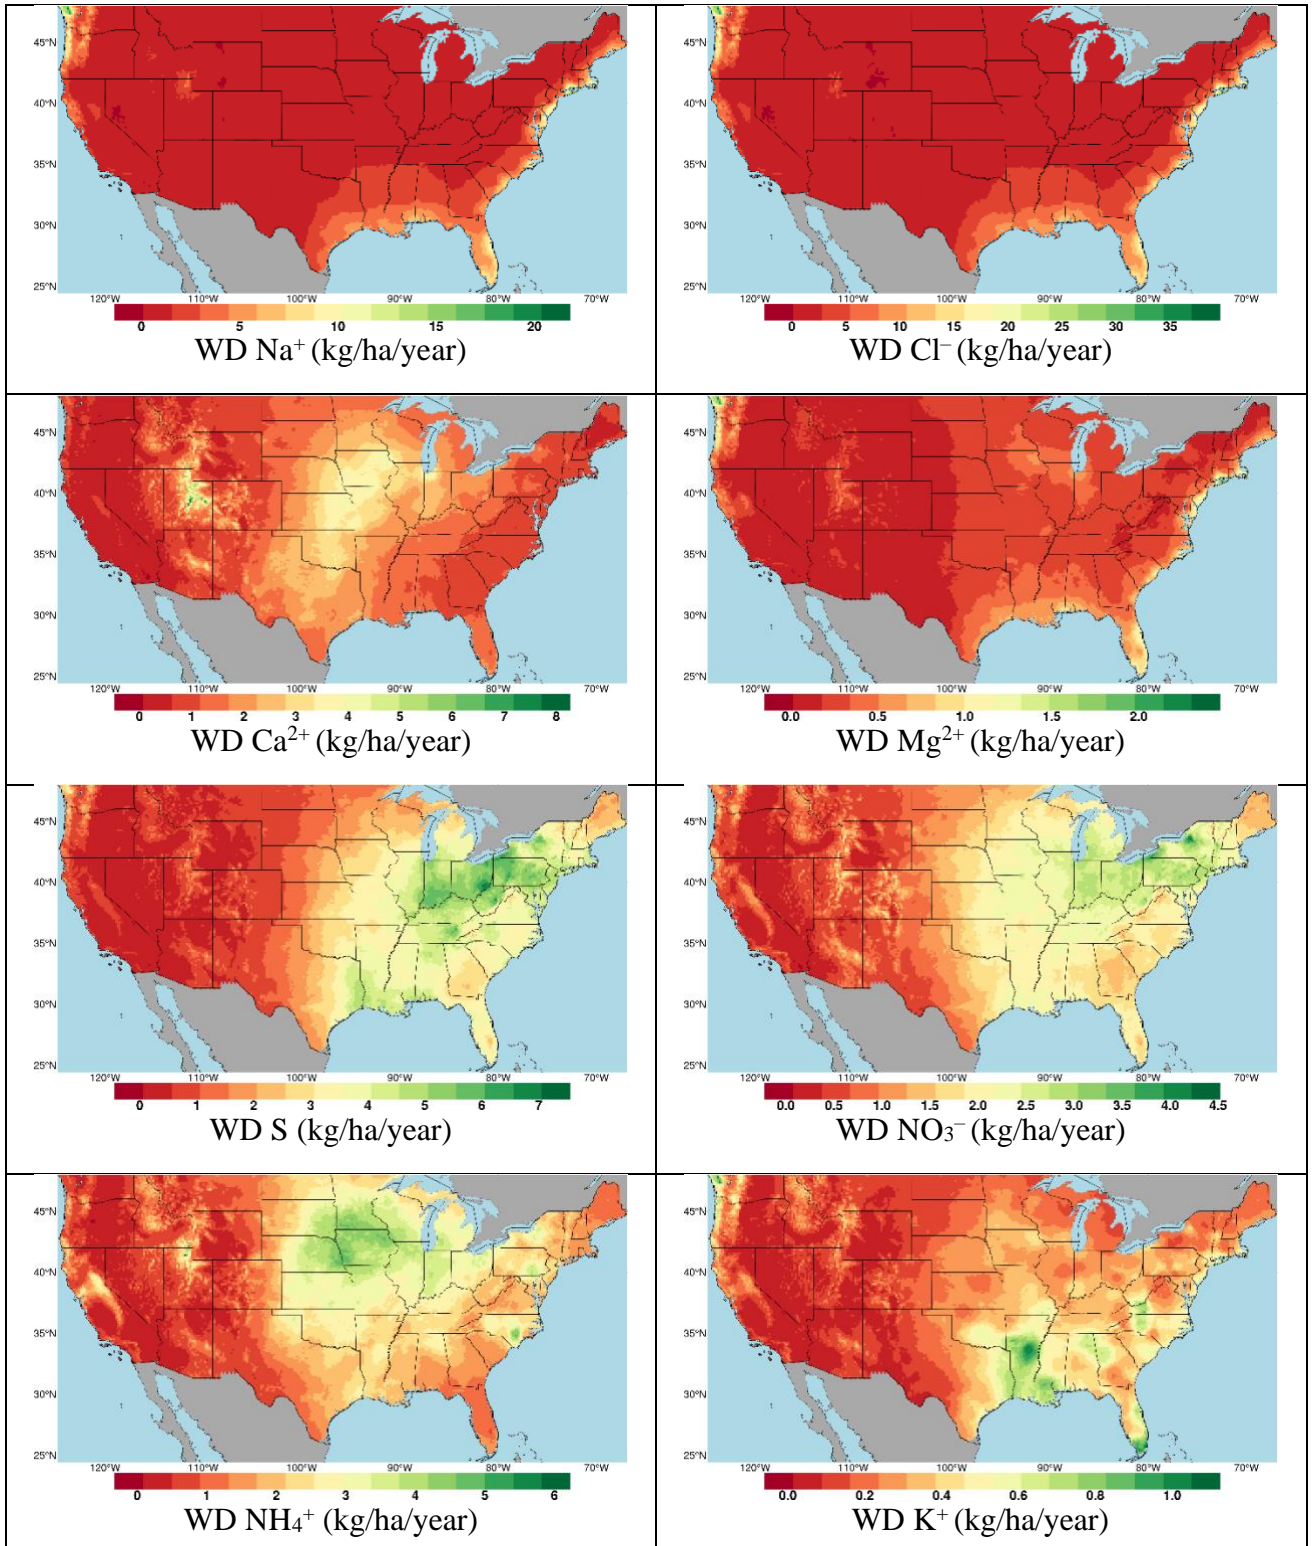 45°N
40°N
35°N
30°N
25°N
120°W 110°W 100°W 90°W 80°W 70°W
0 5 10 15 20
WD Na⁺ (kg/ha/year)
45°N
40°N
35°N
30°N
25°N
120°W 110°W 100°W 90°W 80°W 70°W
0 5 10 15 20 25 30 35
WD Cl⁻ (kg/ha/year)
45°N
40°N
35°N
30°N
25°N
120°W 110°W 100°W 90°W 80°W 70°W
0 1 2 3 4 5 6 7 8
WD Ca²⁺ (kg/ha/year)
45°N
40°N
35°N
30°N
25°N
120°W 110°W 100°W 90°W 80°W 70°W
0.0 0.5 1.0 1.5 2.0
WD Mg²⁺ (kg/ha/year)
45°N
40°N
35°N
30°N
25°N
120°W 110°W 100°W 90°W 80°W 70°W
0 1 2 3 4 5 6 7
WD S (kg/ha/year)
45°N
40°N
35°N
30°N
25°N
120°W 110°W 100°W 90°W 80°W 70°W
0.0 0.5 1.0 1.5 2.0 2.5 3.0 3.5 4.0 4.5
WD NO₃⁻ (kg/ha/year)
45°N
40°N
35°N
30°N
25°N
120°W 110°W 100°W 90°W 80°W 70°W
0 1 2 3 4 5 6
WD NH₄⁺ (kg/ha/year)
45°N
40°N
35°N
30°N
25°N
120°W 110°W 100°W 90°W 80°W 70°W
0.0 0.2 0.4 0.6 0.8 1.0
WD K⁺ (kg/ha/year)